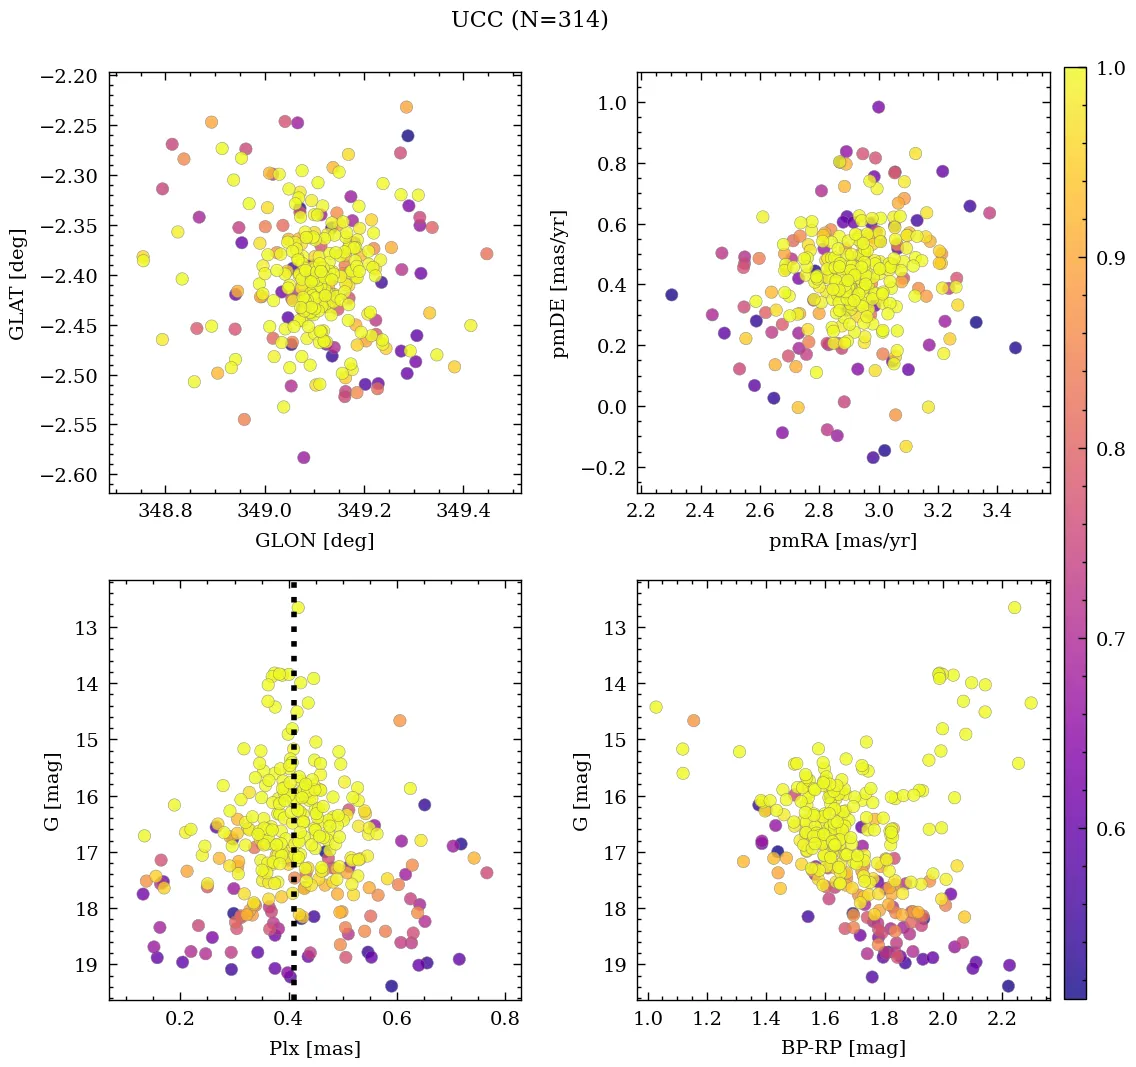 UCC (N=314)
−2.20
−2.25
−2.30
−2.35
−2.40
−2.45
−2.50
−2.55
−2.60
GLAT [deg]
348.8 349.0 349.2 349.4
GLON [deg]
1.0
0.8
0.6
0.4
0.2
0.0
−0.2
pmDE [mas/yr]
2.2 2.4 2.6 2.8 3.0 3.2 3.4
pmRA [mas/yr]
1.0
0.9
0.8
0.7
0.6
13
14
15
16
17
18
19
G [mag]
0.2 0.4 0.6 0.8
Plx [mas]
13
14
15
16
17
18
19
G [mag]
1.0 1.2 1.4 1.6 1.8 2.0 2.2
BP-RP [mag]